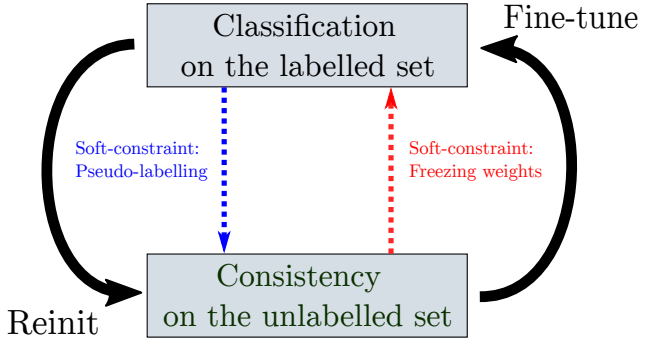 Fine-tune
Classification
on the labelled set
Soft-constraint:
Pseudo-labelling
Soft-constraint:
Freezing weights
Consistency
on the unlabelled set
Reinit